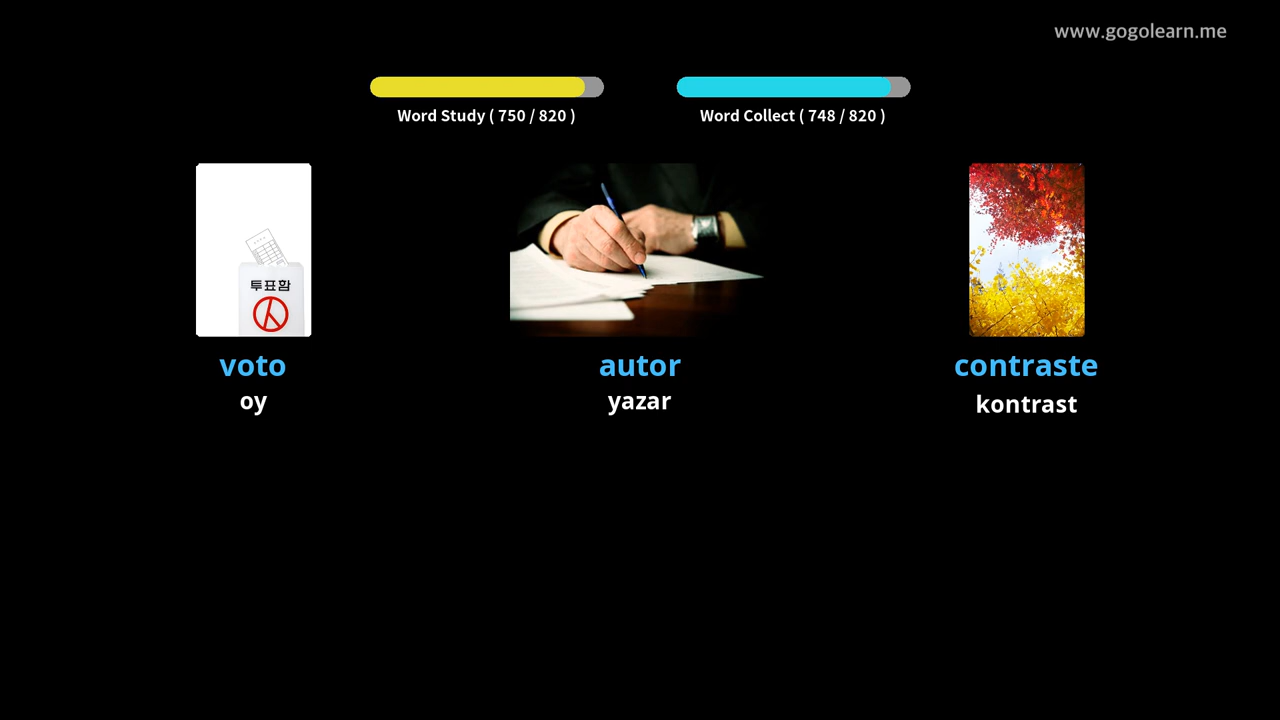 www.gogolearn.me
Word Study ( 750 / 820 )
Word Collect ( 748 / 820 )
투표함
voto
oy
autor
yazar
contraste
kontrast